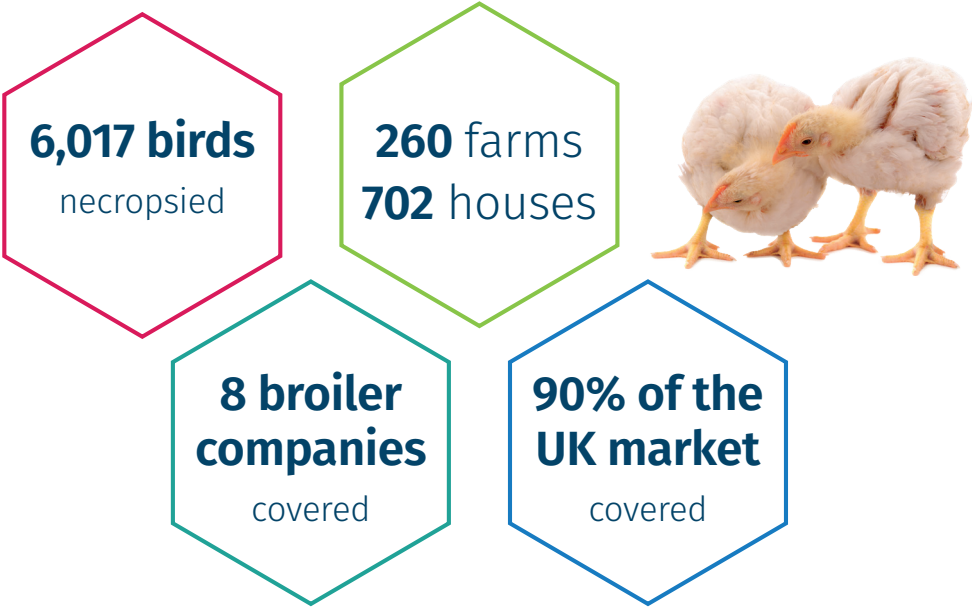 6,017 birds
necropsied
260 farms
702 houses
8 broiler
companies
covered
90% of the
UK market
covered